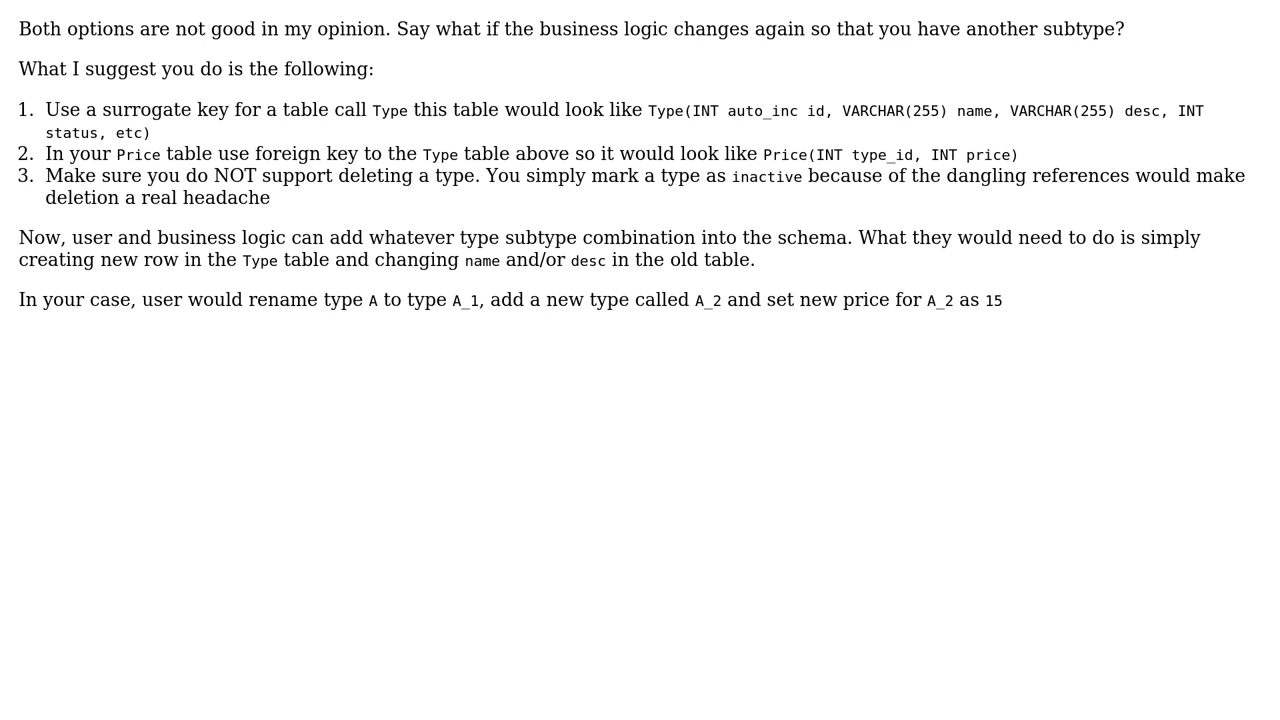 Both options are not good in my opinion. Say what if the business logic changes again so that you have another subtype?
What I suggest you do is the following:
1. Use a surrogate key for a table call Type this table would look like Type(INT auto_inc id, VARCHAR(255) name, VARCHAR(255) desc, INT
status, etc)
2. In your Price table use foreign key to the Type table above so it would look like Price(INT type_id, INT price)
3. Make sure you do NOT support deleting a type. You simply mark a type as inactive because of the dangling references would make
deletion a real headache
Now, user and business logic can add whatever type subtype combination into the schema. What they would need to do is simply
creating new row in the Type table and changing name and/or desc in the old table.
In your case, user would rename type A to type A_1, add a new type called A_2 and set new price for A_2 as 15